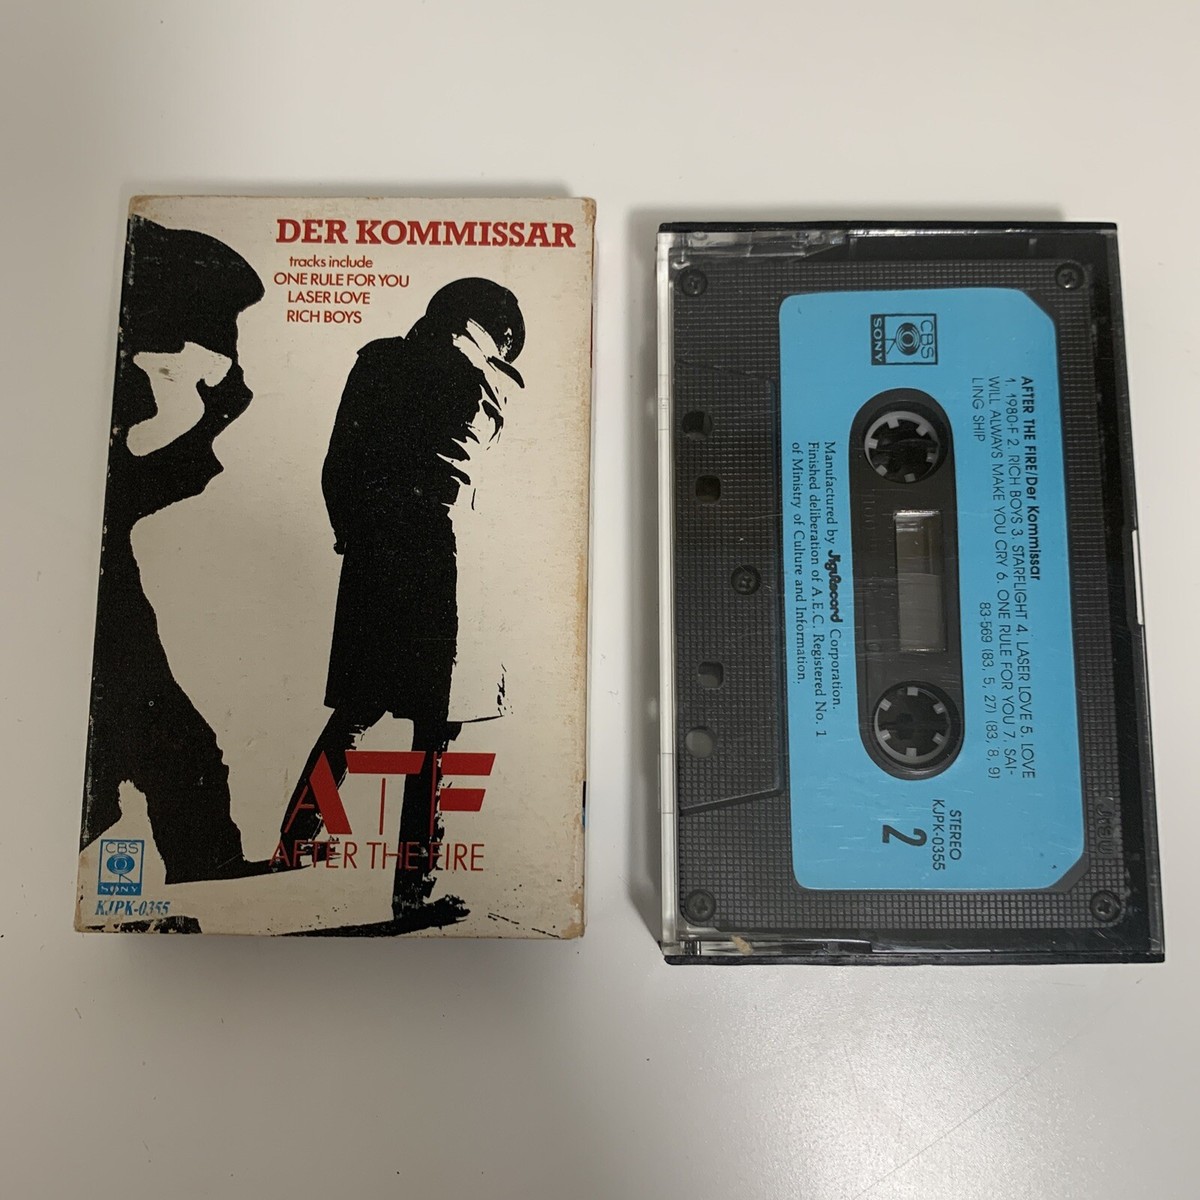 DER KOMMISSAR
tracks include
ONE RULE FOR YOU
LASER LOVE
RICH BOYS
ATF
AFTER THE FIRE
CBS
SONY
KJPK-0355
CBS
SONY
AFTER THE FIRE/Der Kommissar
1. 1980-F 2. RICH BOYS 3. STARFLIGHT 4. LASER LOVE 5. LOVE
WILL ALWAYS MAKE YOU CRY 6. ONE RULE FOR YOU 7. SAI-
LING SHIP
83-569 (83, 5, 27) (83, 8, 9)
Manufactured by JiguRecord Corporation.
Finished deliberation of A.E.C. Registered No. 1
of Ministry of Culture and Information.
STEREO
KJPK-0355
2